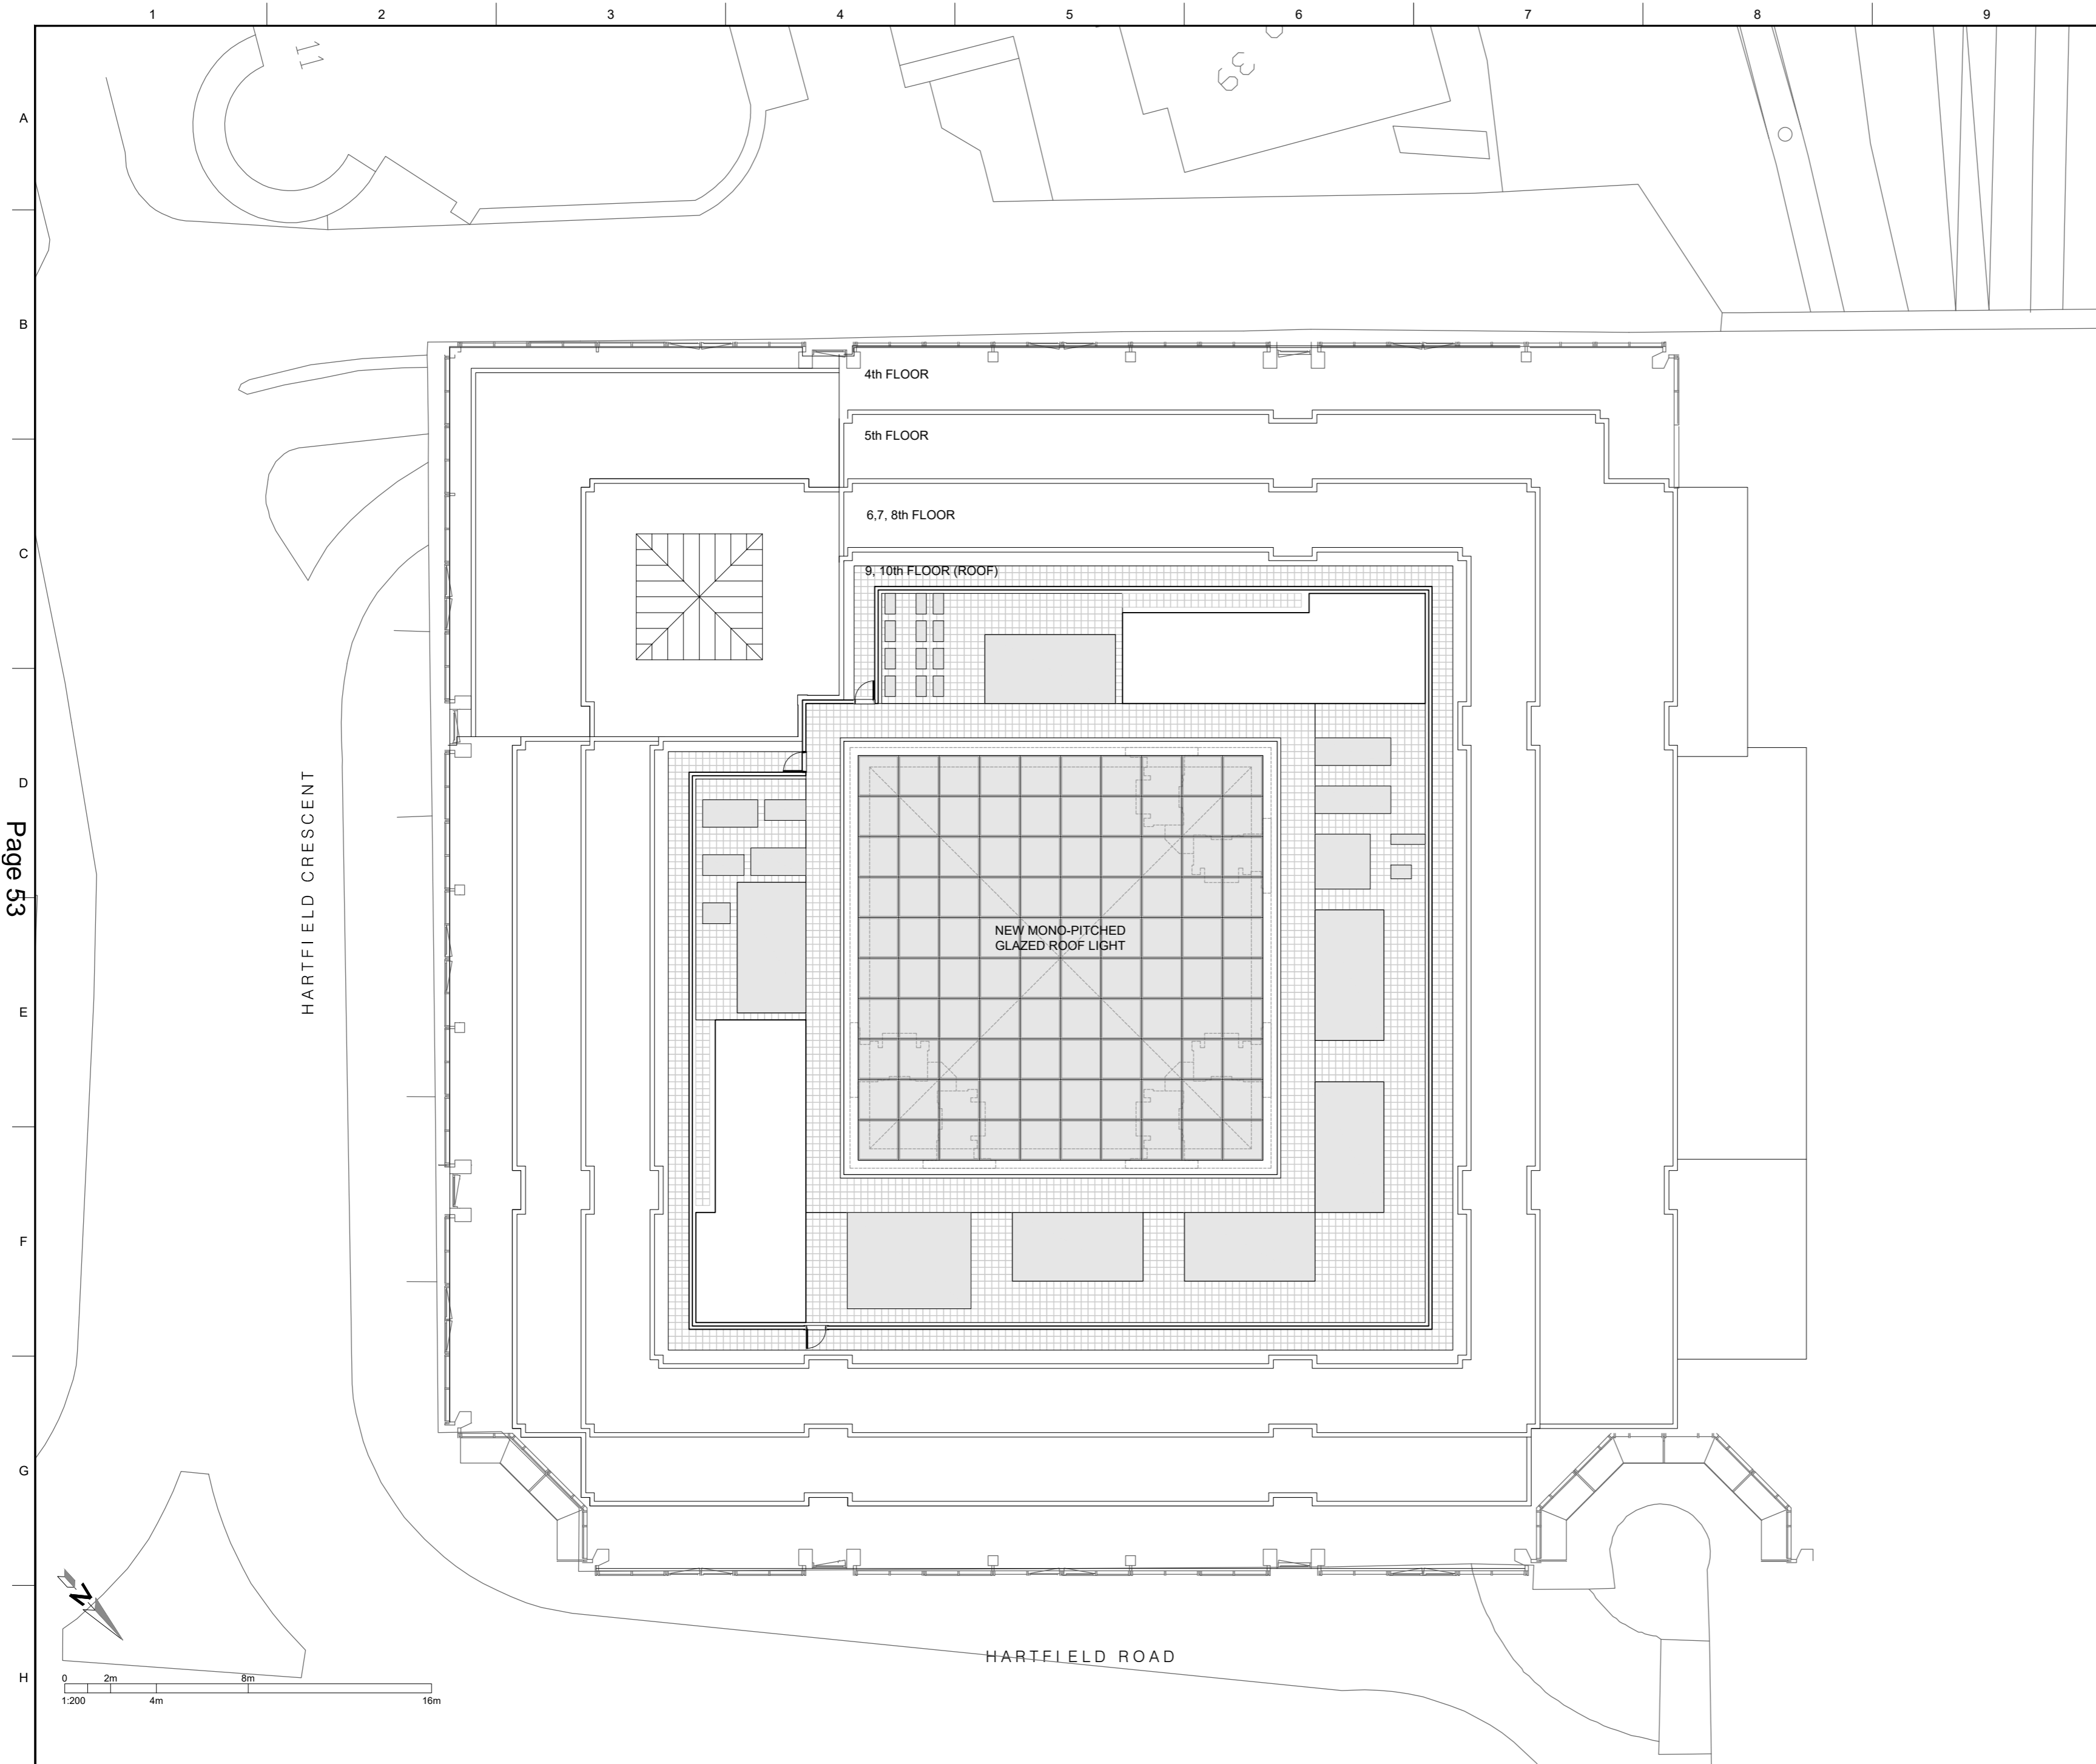 1 2 3 4 5 6 7 8 9
A
B
C
D
E
F
G
H
11
39
4th FLOOR
5th FLOOR
6,7, 8th FLOOR
9, 10th FLOOR (ROOF)
NEW MONO-PITCHED
GLAZED ROOF LIGHT
HARTFIELD CRESCENT
Page 53
HARTFIELD ROAD
N
0 2m 8m
1:200 4m 16m